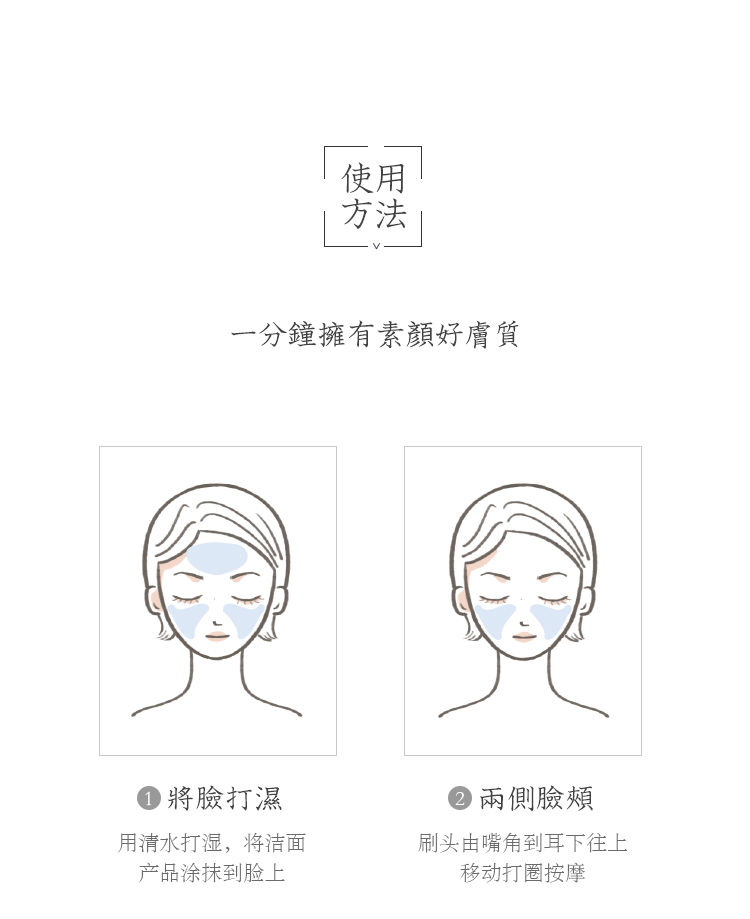 使用
方法
一分鐘擁有素顏好膚質
1 將臉打濕
用清水打湿，将洁面
产品涂抹到脸上
2 兩側臉頰
刷头由嘴角到耳下往上
移动打圈按摩